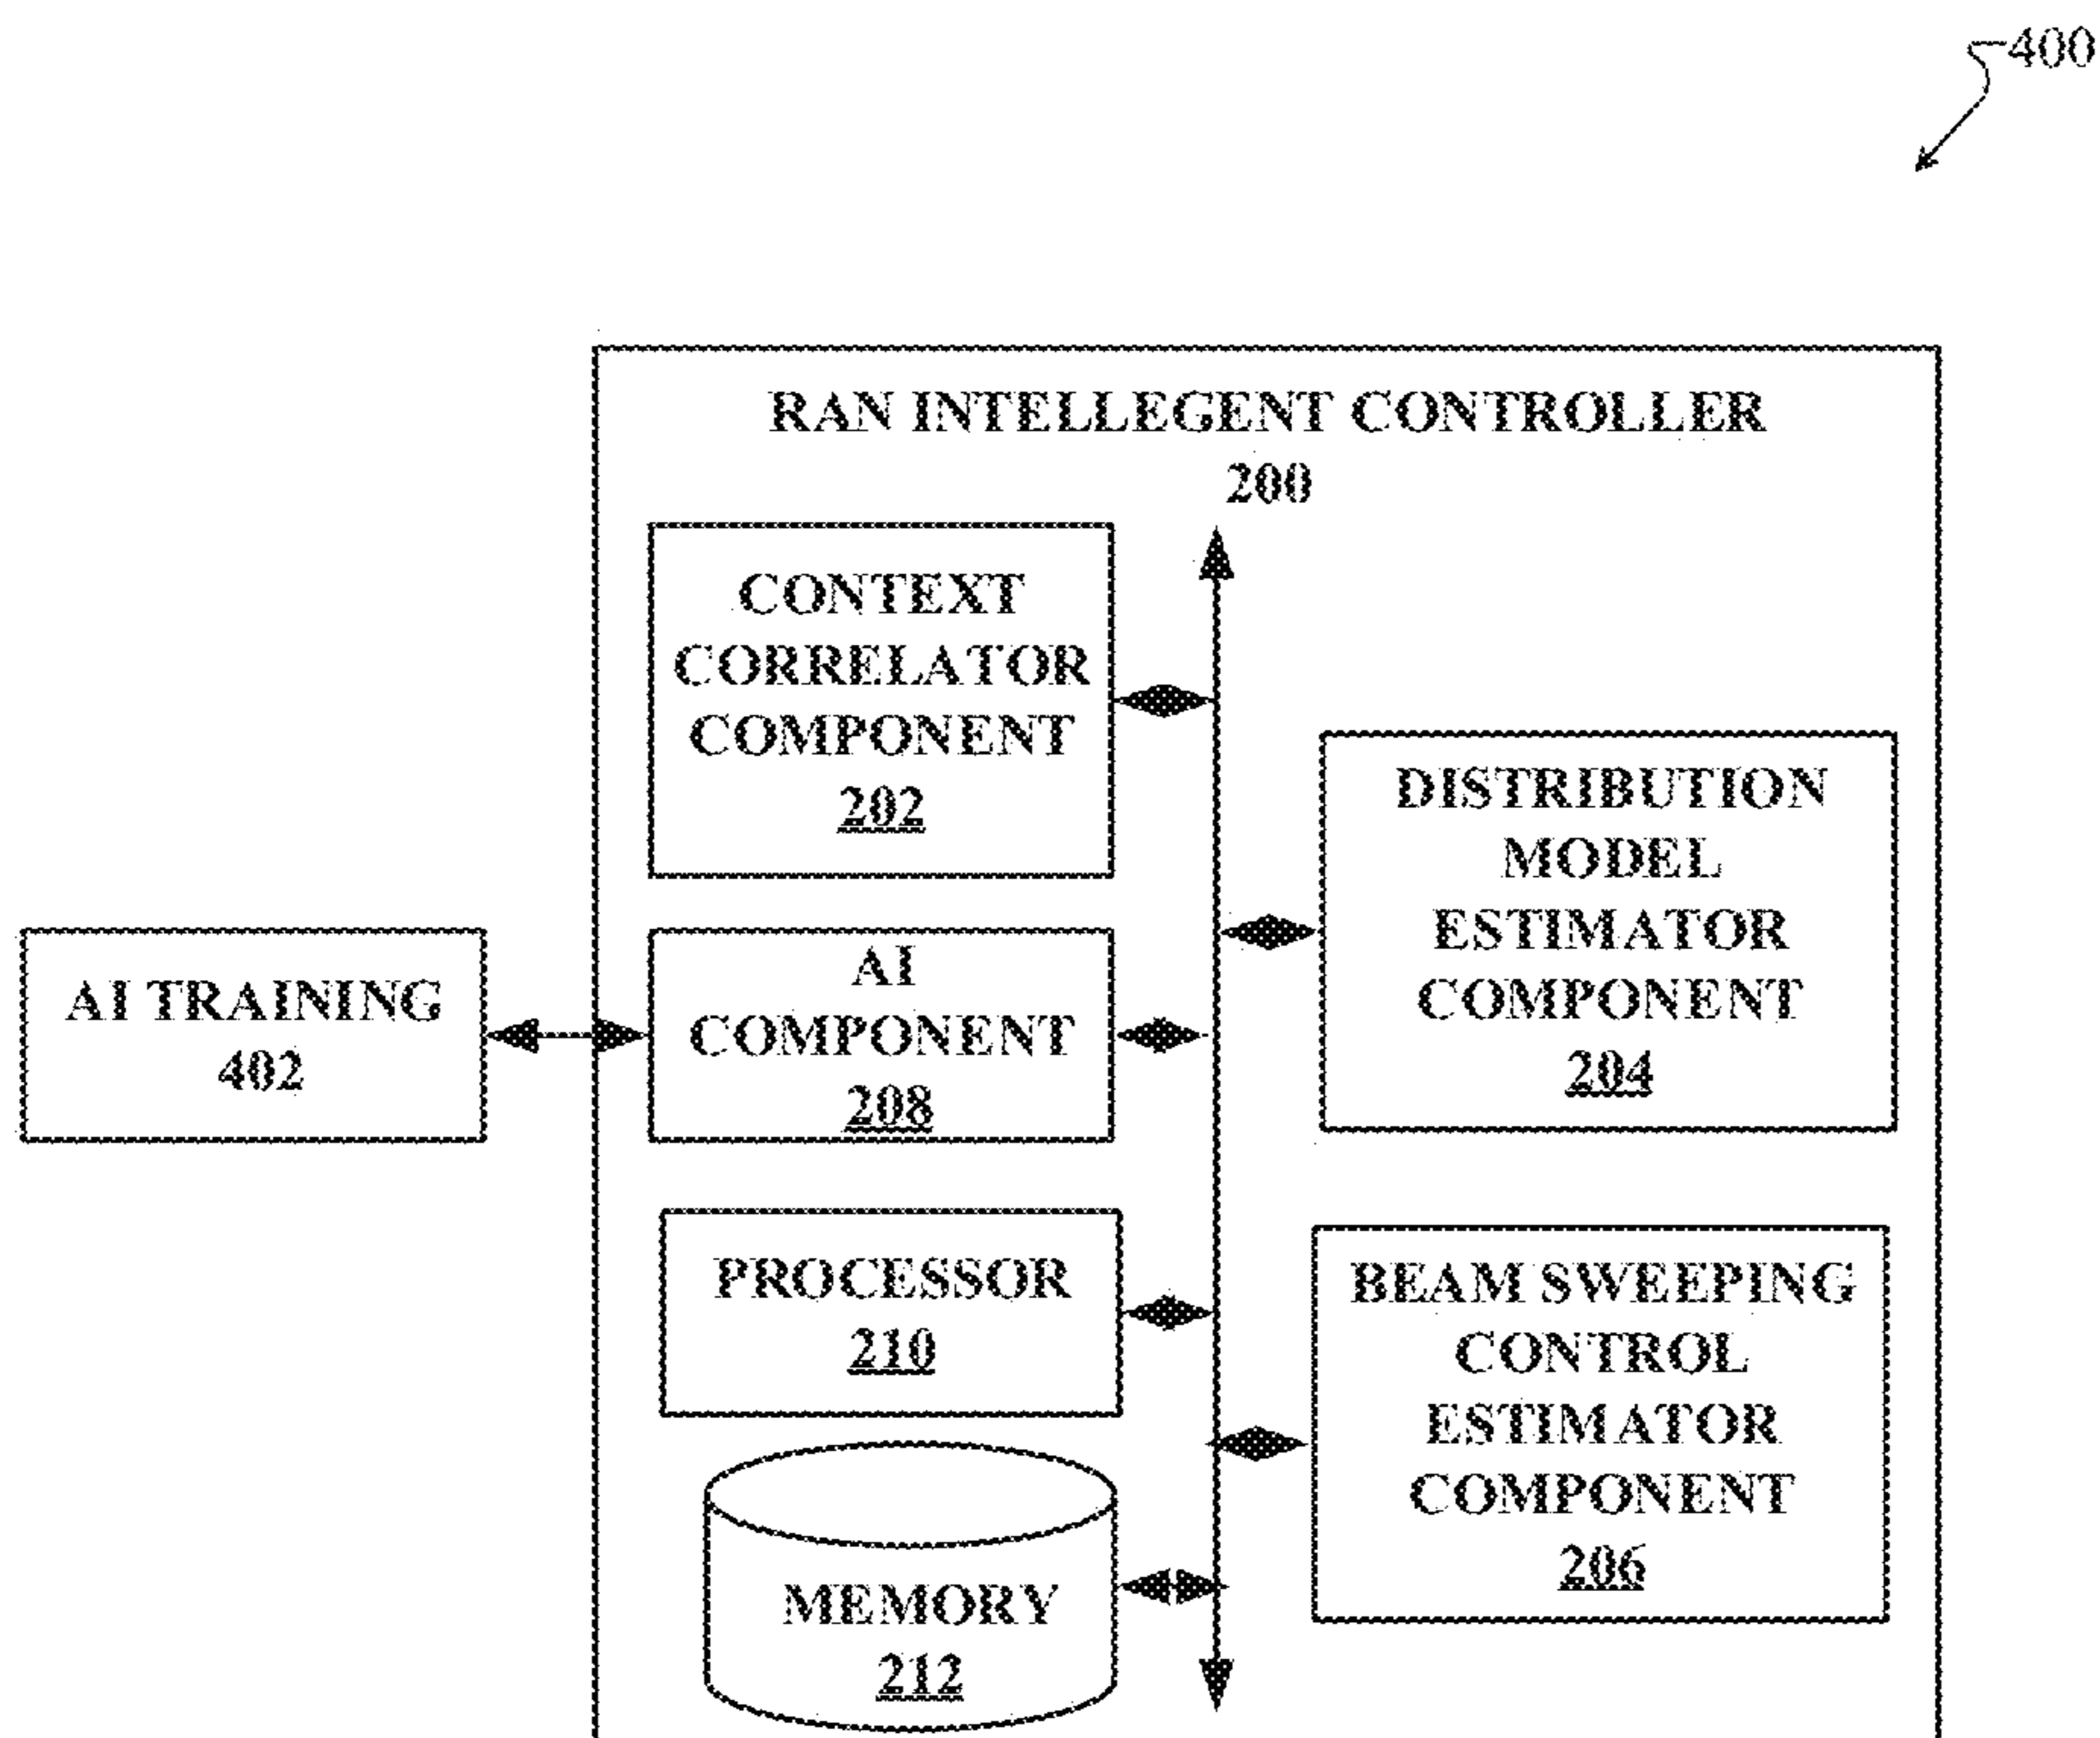 400
RAN INTELLEGENT CONTROLLER
200
CONTEXT
CORRELATOR
COMPONENT
202
DISTRIBUTION
MODEL
ESTIMATOR
COMPONENT
204
AI TRAINING
402
AI
COMPONENT
208
PROCESSOR
210
BEAM SWEEPING
CONTROL
ESTIMATOR
COMPONENT
206
MEMORY
212